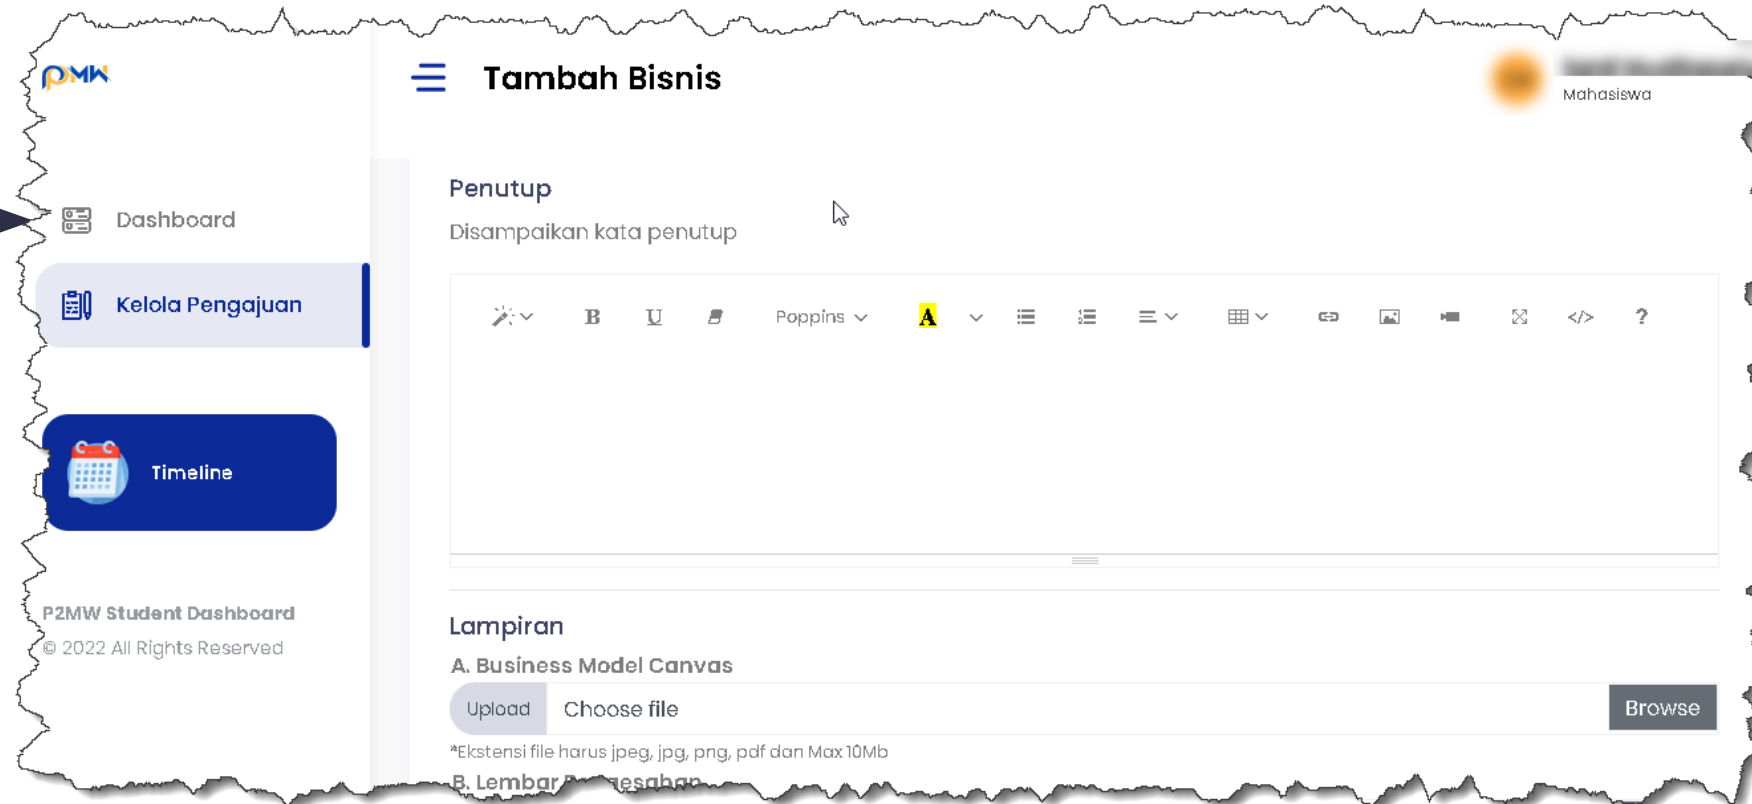 PMW
Tambah Bisnis
Mahasiswa
Dashboard
Kelola Pengajuan
Timeline
P2MW Student Dashboard
© 2022 All Rights Reserved
Penutup
Disampaikan kata penutup
B U Poppins A </> ?
Lampiran
A. Business Model Canvas
Upload Choose file Browse
*Ekstensi file harus jpeg, jpg, png, pdf dan Max 10Mb
B. Lembar Pengesahan